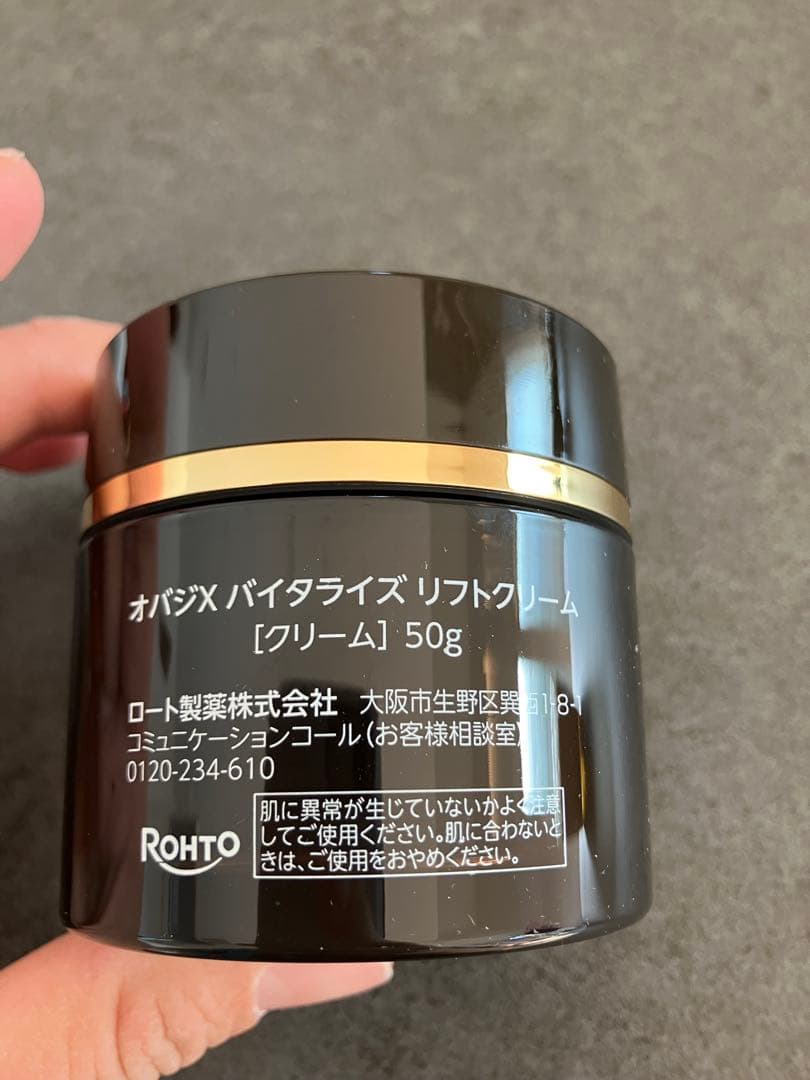 オバジX バイタライズ リフトクリーム
[クリーム] 50g
ロート製薬株式会社 大阪市生野区巽西1-8-1
コミュニケーションコール(お客様相談室)
0120-234-610
ROHTO
肌に異常が生じていないかよく注意
してご使用ください。肌に合わないと
きは、ご使用をおやめください。